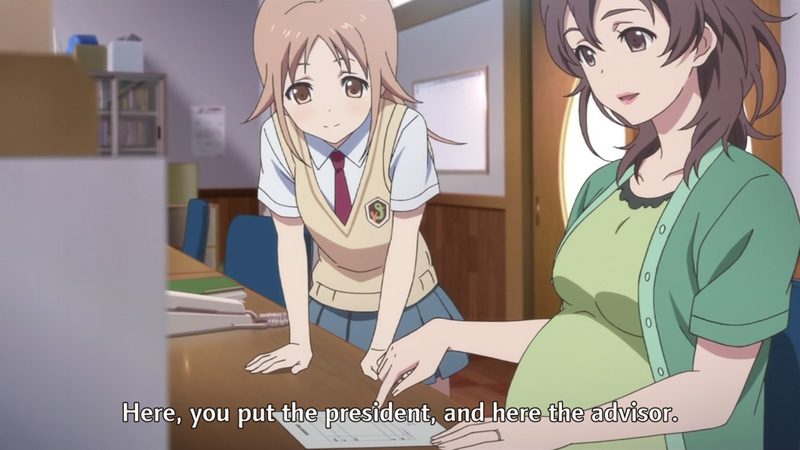 Here, you put the president, and here the advisor.